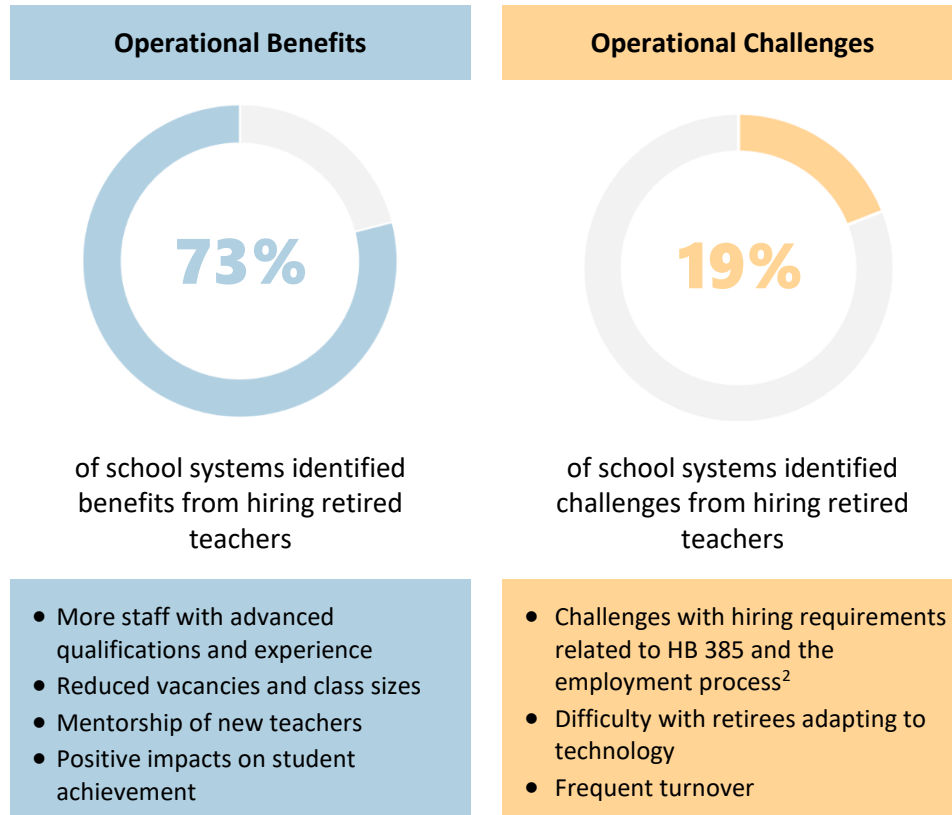 Operational Benefits
73%
of school systems identified
benefits from hiring retired
teachers
• More staff with advanced
qualifications and experience
• Reduced vacancies and class sizes
• Mentorship of new teachers
• Positive impacts on student
achievement
Operational Challenges
19%
of school systems identified
challenges from hiring retired
teachers
• Challenges with hiring requirements
related to HB 385 and the
employment process²
• Difficulty with retirees adapting to
technology
• Frequent turnover